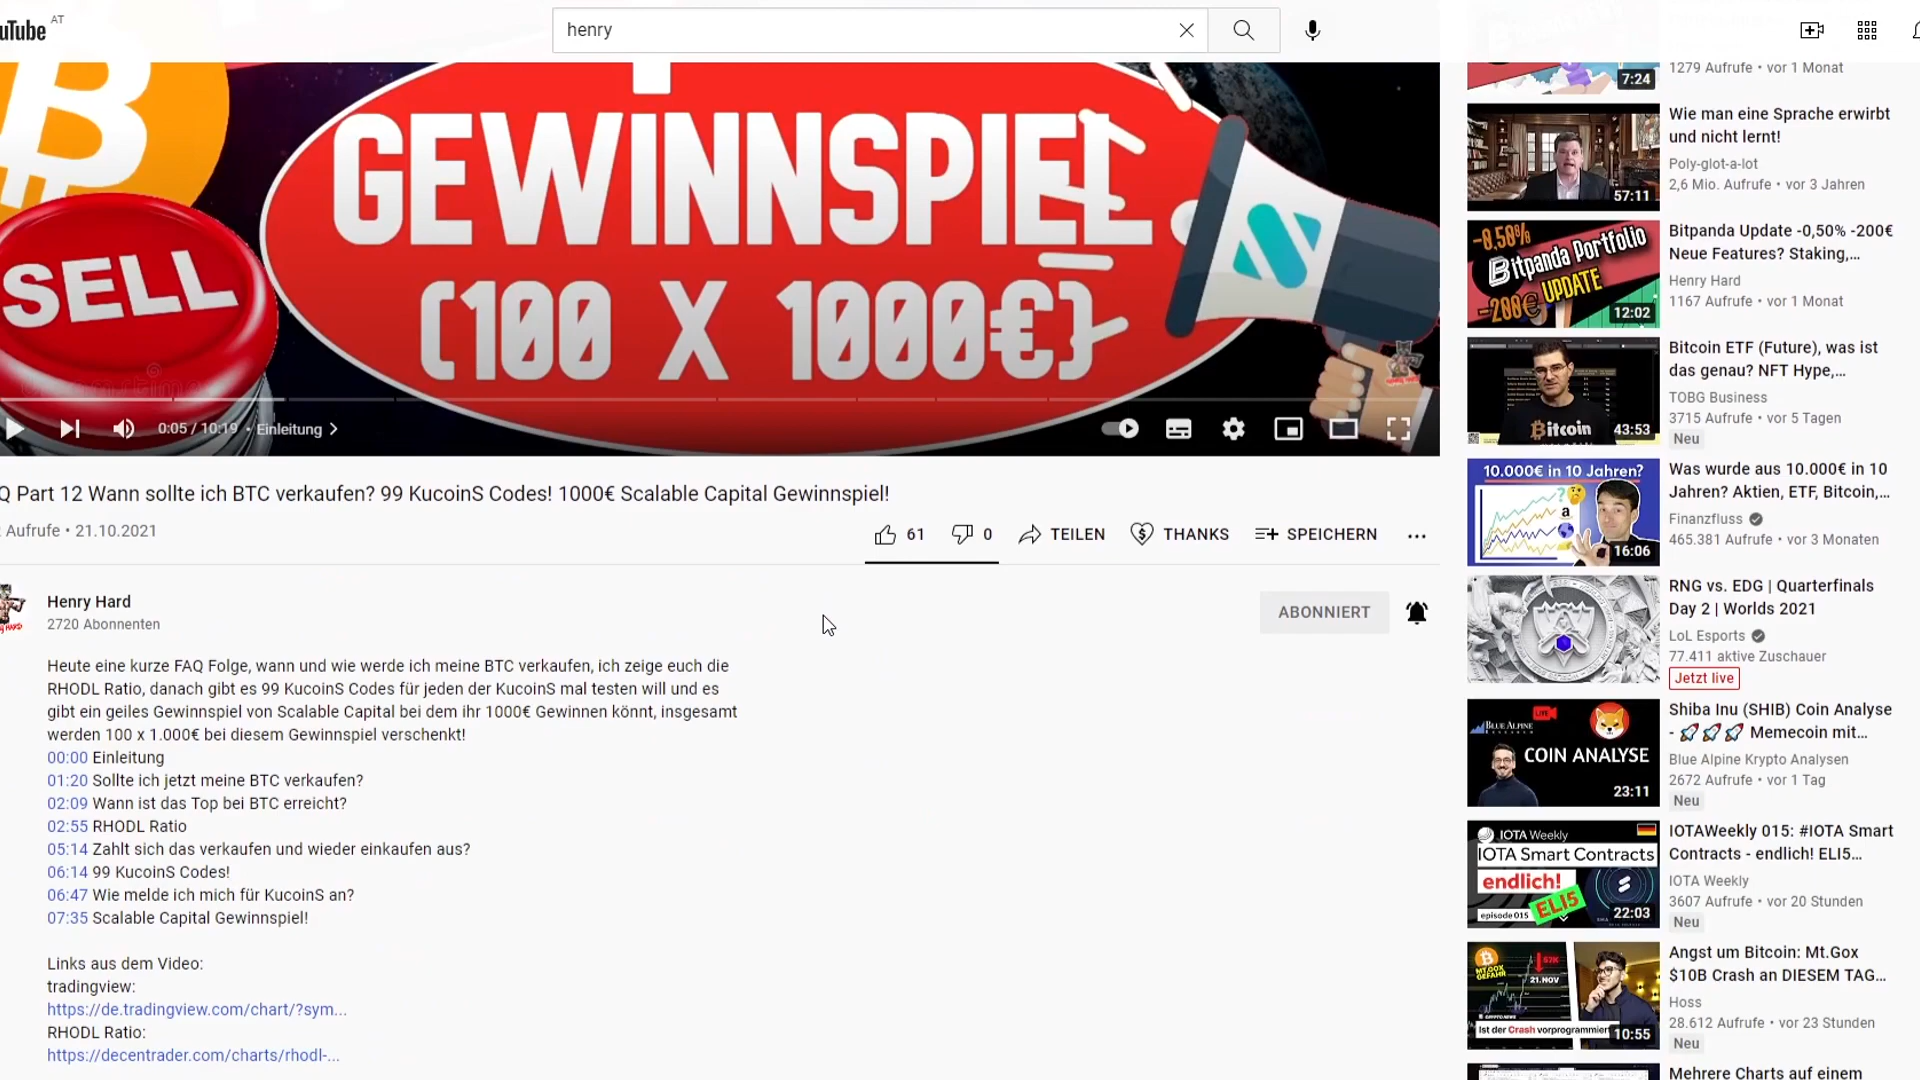 uTube AT
henry
GEWINNSPIEL
(100 X 1000€)
SELL
0:05 / 10:19 • Einleitung
Q Part 12 Wann sollte ich BTC verkaufen? 99 KucoinS Codes! 1000€ Scalable Capital Gewinnspiel!
Aufrufe • 21.10.2021
61
0
TEILEN
THANKS
SPEICHERN
Henry Hard
2720 Abonnenten
ABONNIERT
Heute eine kurze FAQ Folge, wann und wie werde ich meine BTC verkaufen, ich zeige euch die
RHODL Ratio, danach gibt es 99 KucoinS Codes für jeden der KucoinS mal testen will und es
gibt ein geiles Gewinnspiel von Scalable Capital bei dem ihr 1000€ Gewinnen könnt, insgesamt
werden 100 x 1.000€ bei diesem Gewinnspiel verschenkt!
00:00 Einleitung
01:20 Sollte ich jetzt meine BTC verkaufen?
02:09 Wann ist das Top bei BTC erreicht?
02:55 RHODL Ratio
05:14 Zahlt sich das verkaufen und wieder einkaufen aus?
06:14 99 KucoinS Codes!
06:47 Wie melde ich mich für KucoinS an?
07:35 Scalable Capital Gewinnspiel!
Links aus dem Video:
tradingview:
https://de.tradingview.com/chart/?sym...
RHODL Ratio:
https://decentrader.com/charts/rhodl-...
7:24
1279 Aufrufe • vor 1 Monat
57:11
Wie man eine Sprache erwirbt
und nicht lernt!
Poly-glot-a-lot
2,6 Mio. Aufrufe • vor 3 Jahren
-0,50%
Bitpanda Portfolio
-200€ UPDATE
12:02
Bitpanda Update -0,50% -200€
Neue Features? Staking,...
Henry Hard
1167 Aufrufe • vor 1 Monat
Bitcoin
43:53
Bitcoin ETF (Future), was ist
das genau? NFT Hype,...
TOBG Business
3715 Aufrufe • vor 5 Tagen
Neu
10.000€ in 10 Jahren?
16:06
Was wurde aus 10.000€ in 10
Jahren? Aktien, ETF, Bitcoin,...
Finanzfluss
465.381 Aufrufe • vor 3 Monaten
RNG vs. EDG | Quarterfinals
Day 2 | Worlds 2021
LoL Esports
77.411 aktive Zuschauer
Jetzt live
BLUE ALPINE
LIVE
COIN ANALYSE
23:11
Shiba Inu (SHIB) Coin Analyse
- 🚀🚀🚀 Memecoin mit...
Blue Alpine Krypto Analysen
2672 Aufrufe • vor 1 Tag
Neu
IOTA Weekly
IOTA Smart Contracts
endlich!
ELI5
episode 015
22:03
IOTAWeekly 015: #IOTA Smart
Contracts - endlich! ELI5...
IOTA Weekly
3607 Aufrufe • vor 20 Stunden
Neu
MT.GOX
GEFAHR
21.NOV
Ist der Crash vorprogrammiert
10:55
Angst um Bitcoin: Mt.Gox
$10B Crash an DIESEM TAG...
Hoss
28.612 Aufrufe • vor 23 Stunden
Neu
Mehrere Charts auf einem